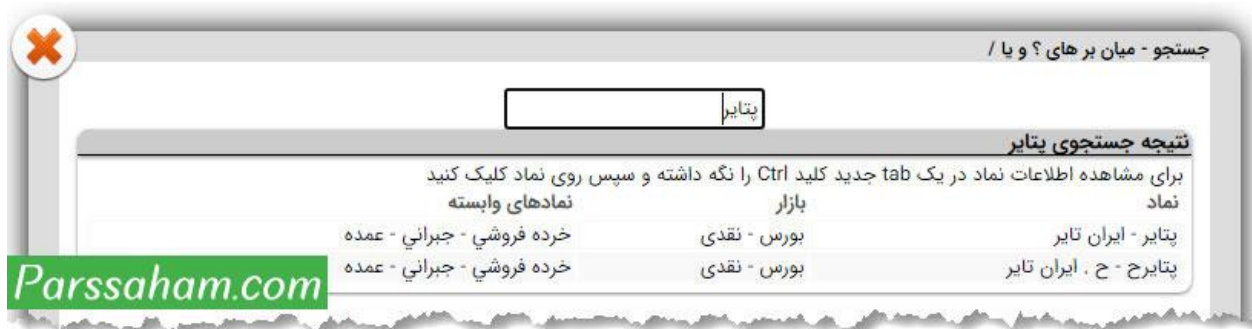 جستجو - میان بر های ؟ و یا /
پتایر
نتیجه جستجوی پتایر
برای مشاهده اطلاعات نماد در یک tab جدید کلید Ctrl را نگه داشته و سپس روی نماد کلیک کنید
نماد بازار نمادهای وابسته
پتایر - ایران تایر بورس - نقدی خرده فروشي - جبراني - عمده
پتایرح - ح . ایران تایر بورس - نقدی خرده فروشي - جبراني - عمده
Parssaham.com